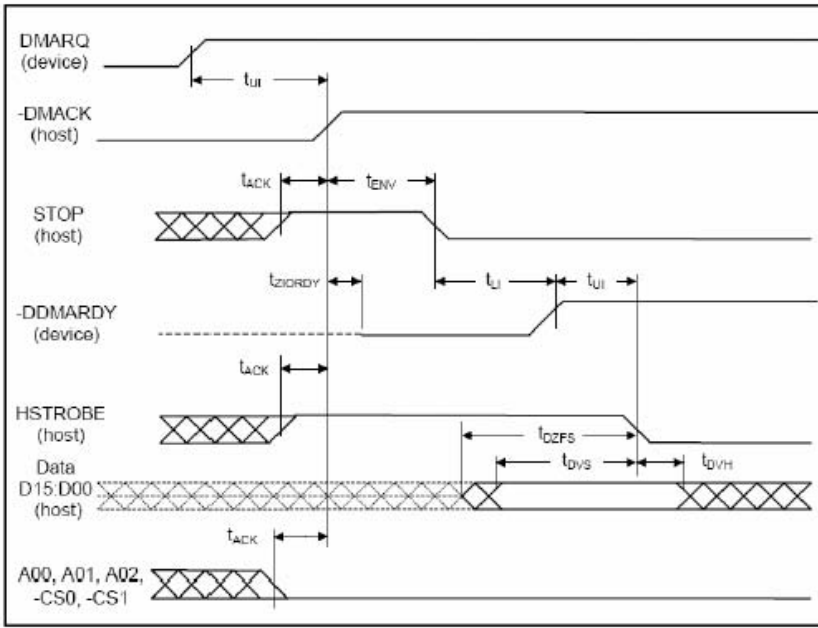 DMARQ
(device)
tUI
-DMACK
(host)
tACK
tENV
STOP
(host)
tZIORDY
tLI
tUI
-DDMARDY
(device)
tACK
HSTROBE
(host)
tDZFS
tDVS
tDVH
Data
D15:D00
(host)
tACK
A00, A01, A02,
-CS0, -CS1